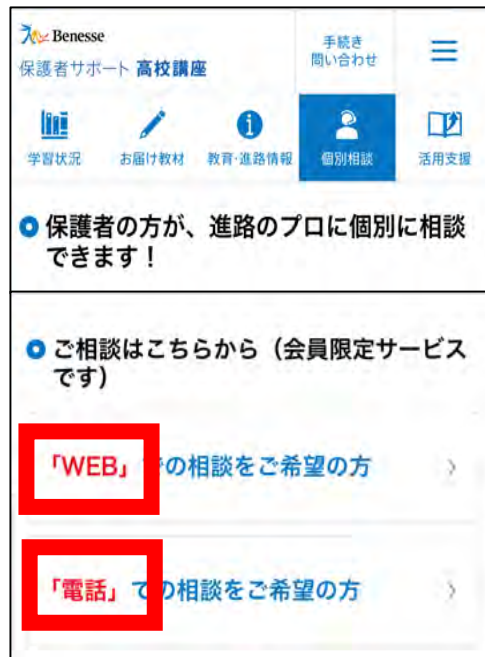 Benesse
保護者サポート 高校講座
手続き
問い合わせ
学習状況
お届け教材
教育・進路情報
個別相談
活用支援
保護者の方が、進路のプロに個別に相談
できます！
ご相談はこちらから（会員限定サービス
です）
「WEB」での相談をご希望の方
「電話」での相談をご希望の方